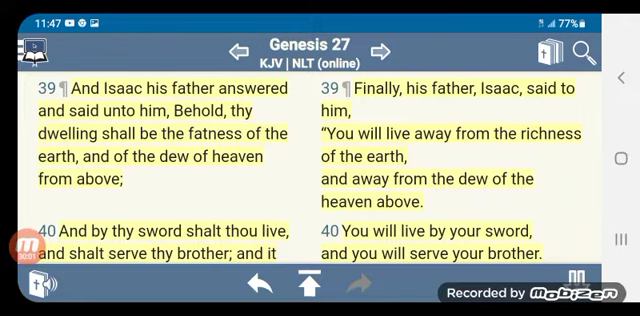 11:47
77%
Genesis 27
KJV | NLT (online)
39 ¶ And Isaac his father answered
and said unto him, Behold, thy
dwelling shall be the fatness of the
earth, and of the dew of heaven
from above;
40 And by thy sword shalt thou live,
and shalt serve thy brother; and it
39 ¶ Finally, his father, Isaac, said to
him,
“You will live away from the richness
of the earth,
and away from the dew of the
heaven above.
40 You will live by your sword,
and you will serve your brother.
30:01
Recorded by Mobizen